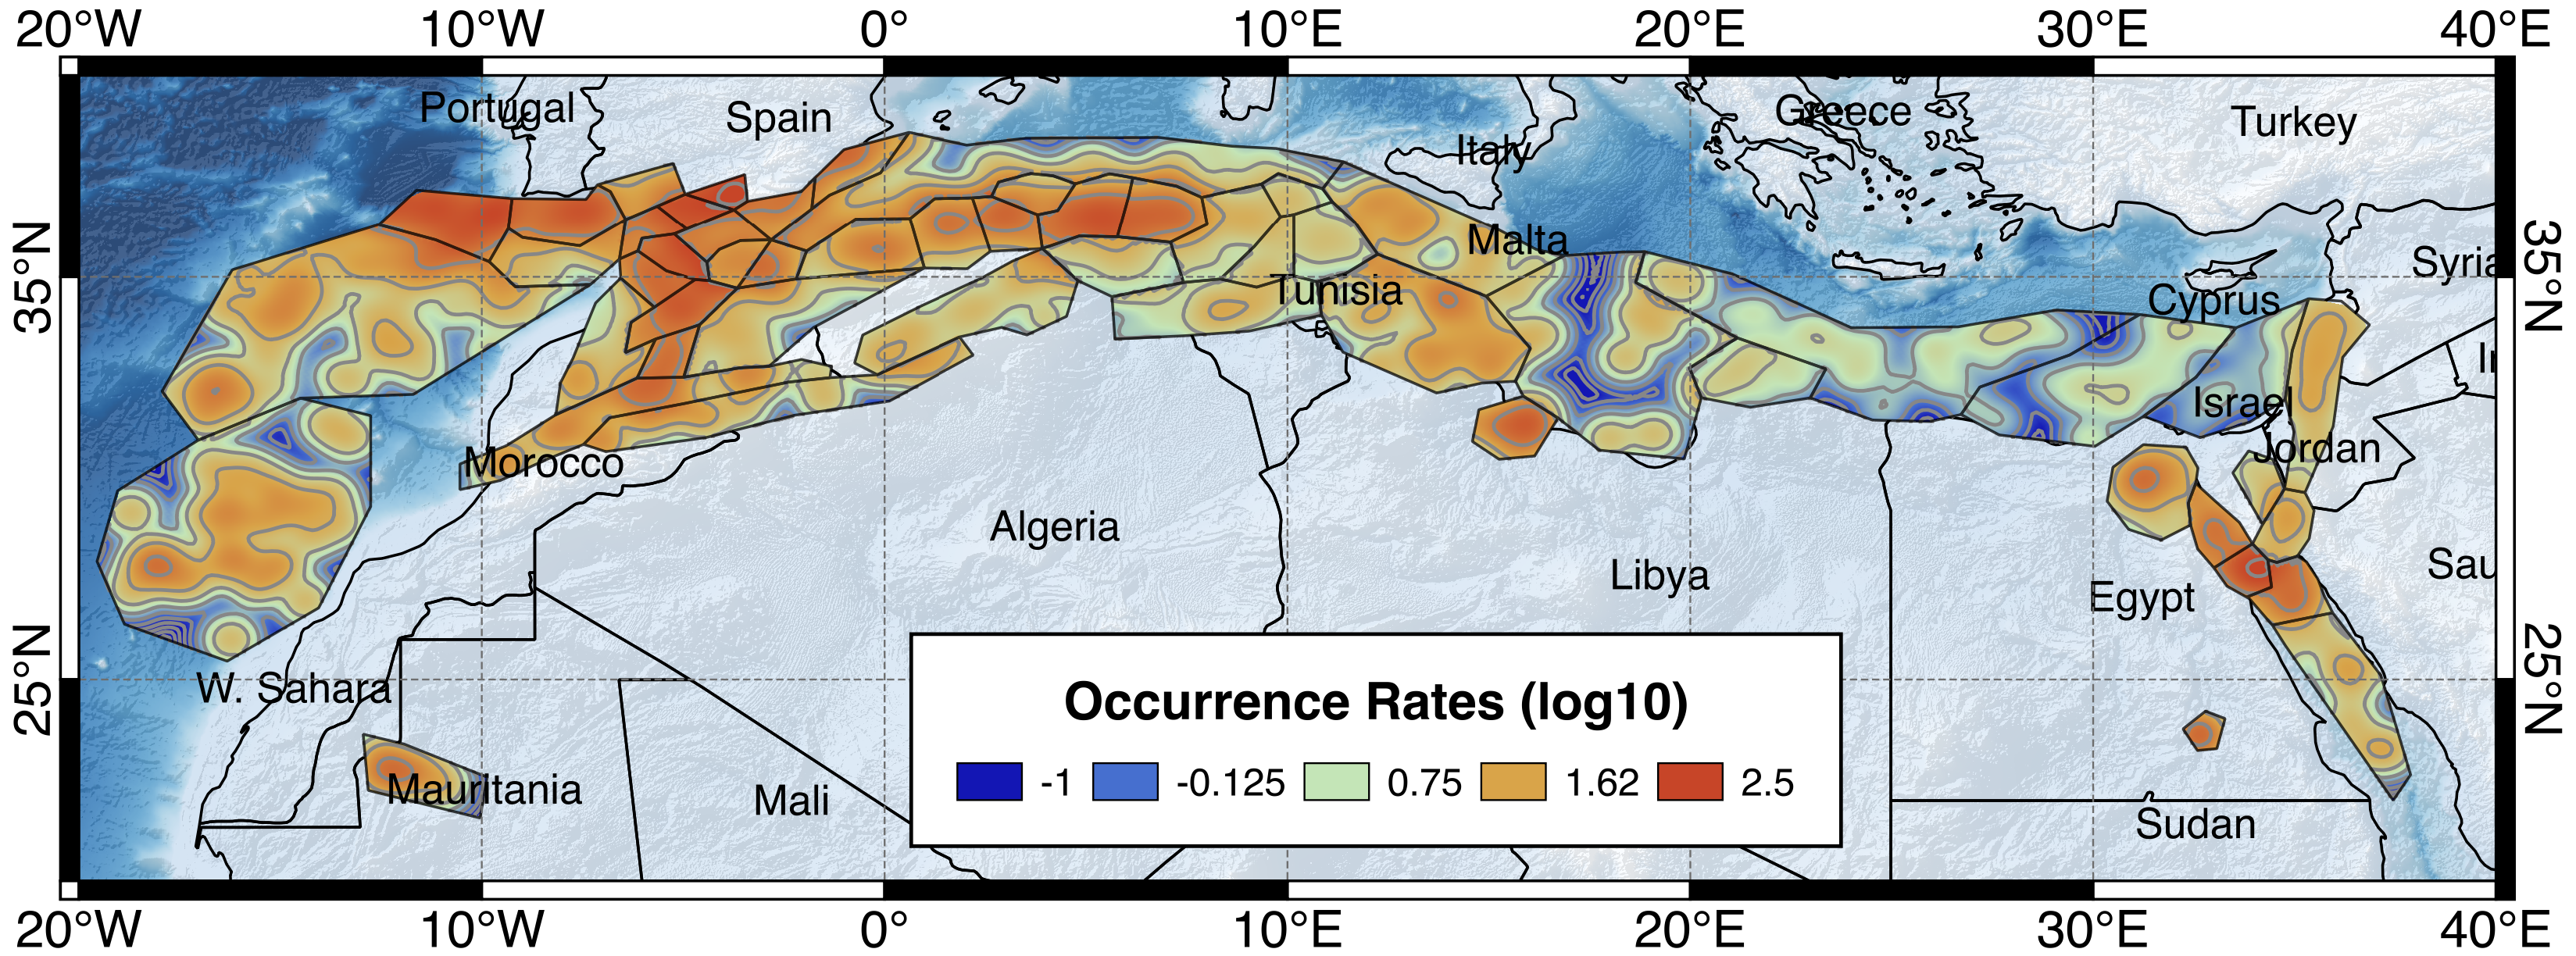 20°W 10°W 0° 10°E 20°E 30°E 40°E
Portugal
Spain
Greece
Turkey
Italy
35°N
Malta
Syria
35°N
Tunisia
Cyprus
Ir
Israel
Morocco
Jordan
Algeria
Libya
Sau
Egypt
25°N
W. Sahara
25°N
Occurrence Rates (log10)
-1 -0.125 0.75 1.62 2.5
Mauritania
Mali
Sudan
20°W 10°W 0° 10°E 20°E 30°E 40°E